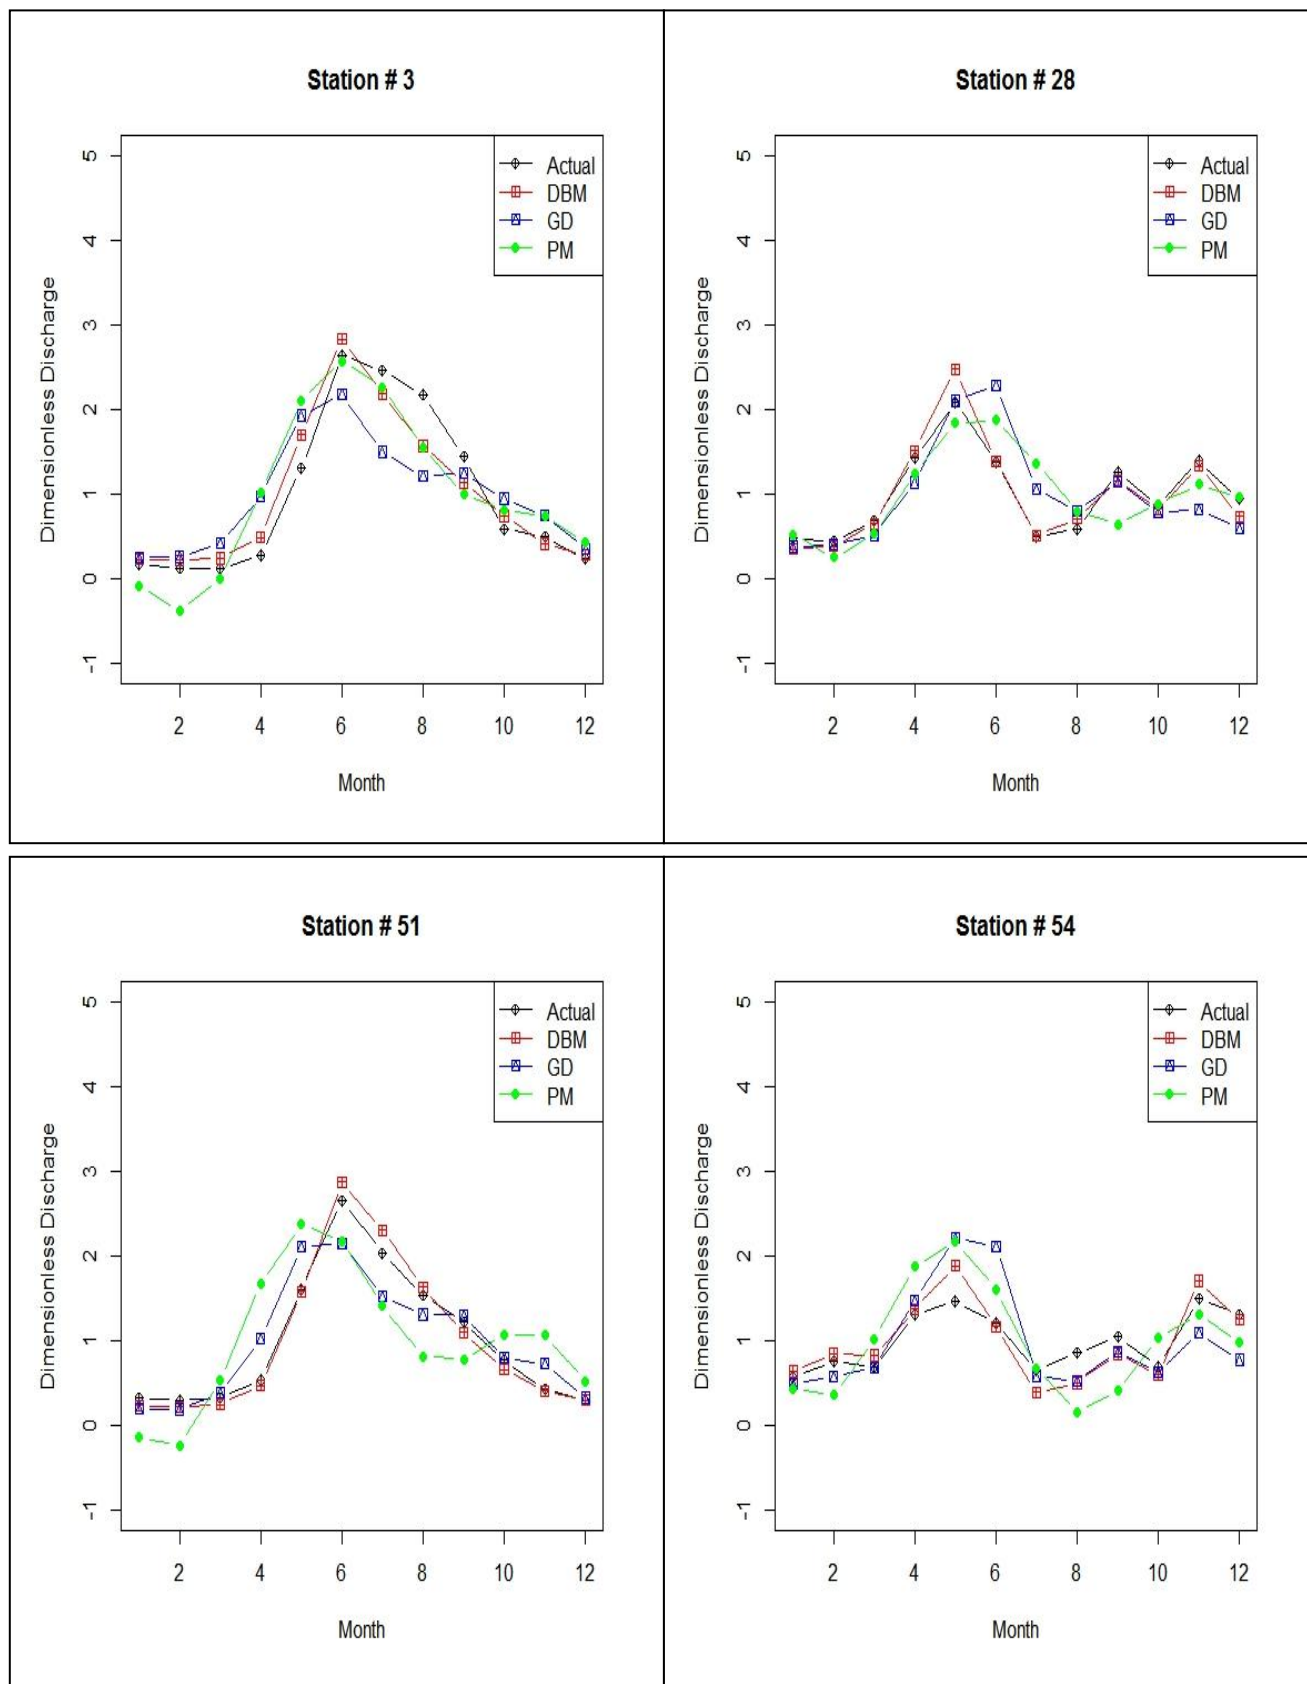 Station # 3
Dimensionless Discharge
5
4
3
2
1
0
-1
Actual
DBM
GD
PM
2 4 6 8 10 12
Month
Station # 28
Dimensionless Discharge
5
4
3
2
1
0
-1
Actual
DBM
GD
PM
2 4 6 8 10 12
Month
Station # 51
Dimensionless Discharge
5
4
3
2
1
0
-1
Actual
DBM
GD
PM
2 4 6 8 10 12
Month
Station # 54
Dimensionless Discharge
5
4
3
2
1
0
-1
Actual
DBM
GD
PM
2 4 6 8 10 12
Month